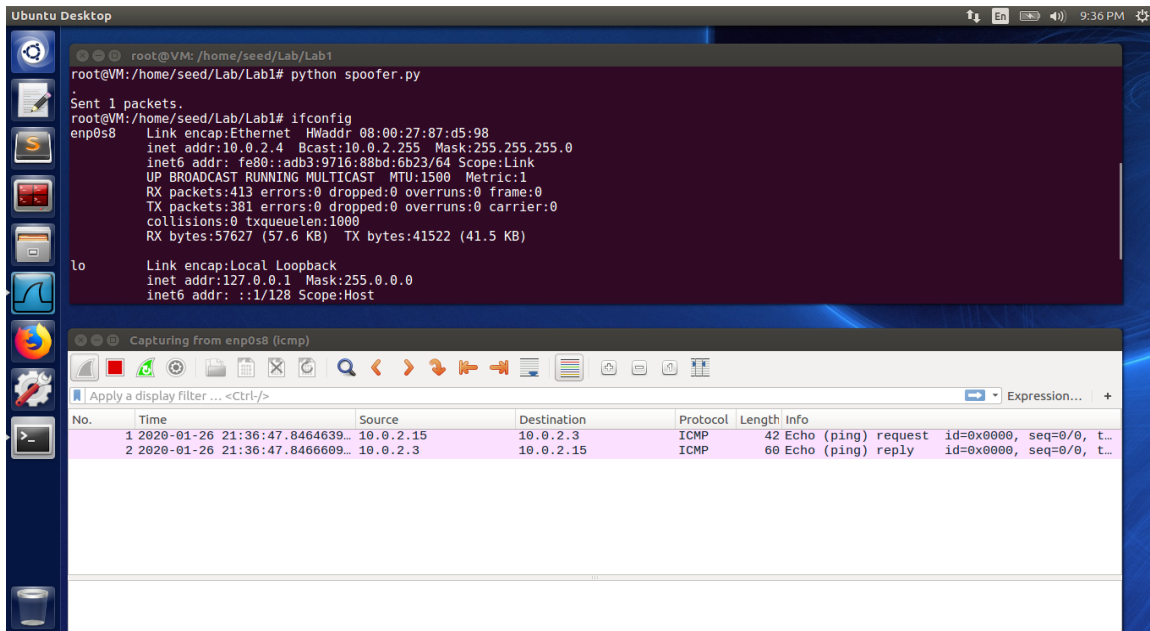 Ubuntu Desktop
En
9:36 PM
root@VM: /home/seed/Lab/Lab1
root@VM:/home/seed/Lab/Lab1# python spoofer.py
.
Sent 1 packets.
root@VM:/home/seed/Lab/Lab1# ifconfig
enp0s8 Link encap:Ethernet HWaddr 08:00:27:87:d5:98
inet addr:10.0.2.4 Bcast:10.0.2.255 Mask:255.255.255.0
inet6 addr: fe80::adb3:9716:88bd:6b23/64 Scope:Link
UP BROADCAST RUNNING MULTICAST MTU:1500 Metric:1
RX packets:413 errors:0 dropped:0 overruns:0 frame:0
TX packets:381 errors:0 dropped:0 overruns:0 carrier:0
collisions:0 txqueuelen:1000
RX bytes:57627 (57.6 KB) TX bytes:41522 (41.5 KB)
lo Link encap:Local Loopback
inet addr:127.0.0.1 Mask:255.0.0.0
inet6 addr: ::1/128 Scope:Host
Capturing from enp0s8 (icmp)
Apply a display filter … <Ctrl-/>
Expression… +
No. Time Source Destination Protocol Length Info
1 2020-01-26 21:36:47.8464639… 10.0.2.15 10.0.2.3 ICMP 42 Echo (ping) request id=0x0000, seq=0/0, t…
2 2020-01-26 21:36:47.8466609… 10.0.2.3 10.0.2.15 ICMP 60 Echo (ping) reply id=0x0000, seq=0/0, t…